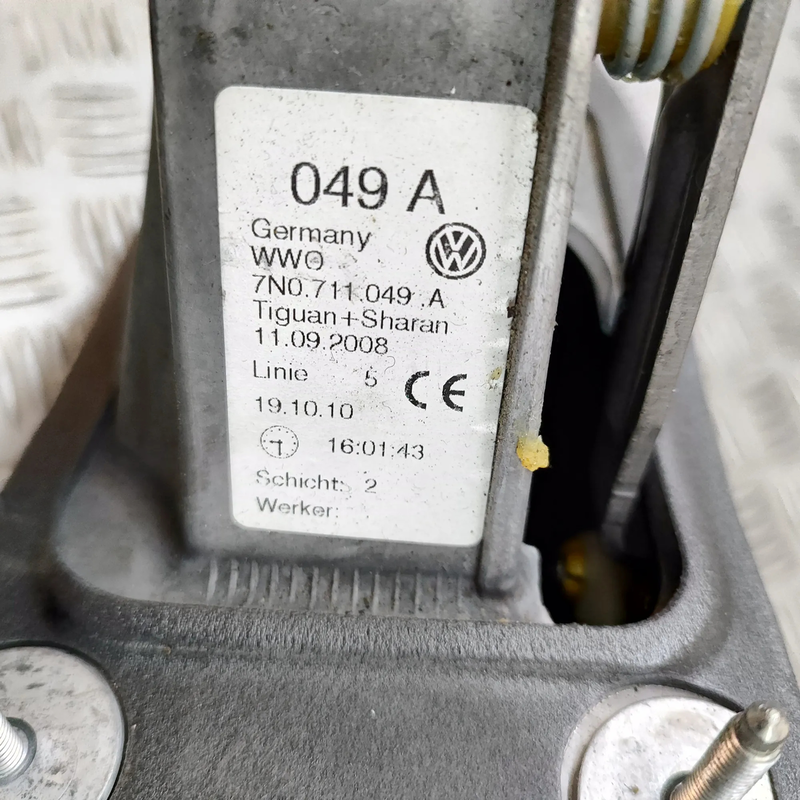 049 A
Germany
WWO
7N0.711.049 .A
Tiguan+Sharan
11.09.2008
Linie 5 CE
19.10.10
16:01:43
Schicht: 2
Werker: